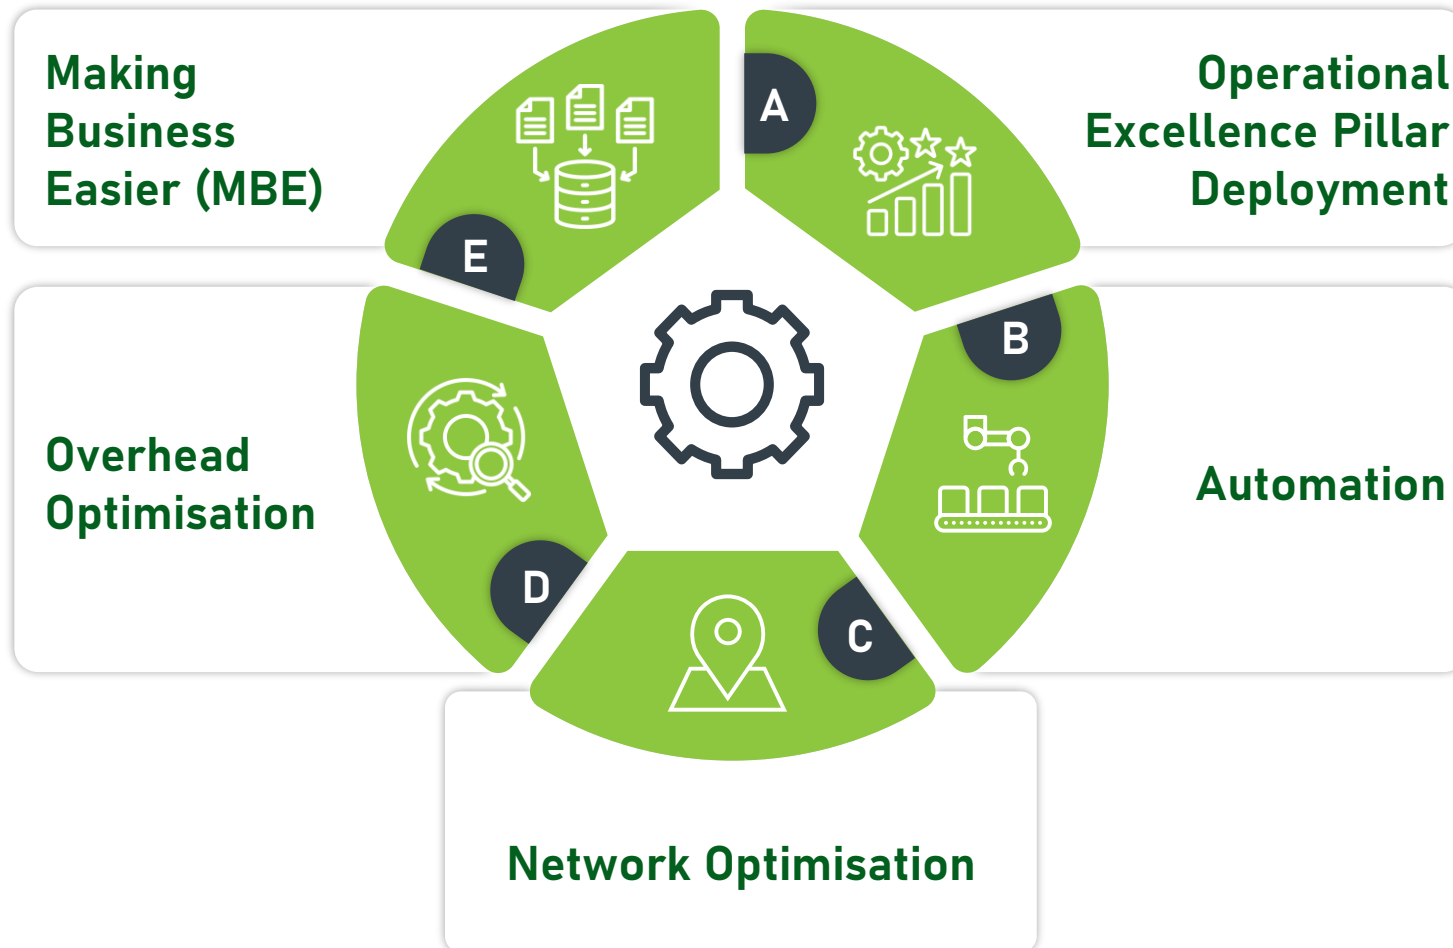 Making
Business
Easier (MBE)
E
A
Operational
Excellence Pillar
Deployment
B
Automation
Overhead
Optimisation
D
C
Network Optimisation